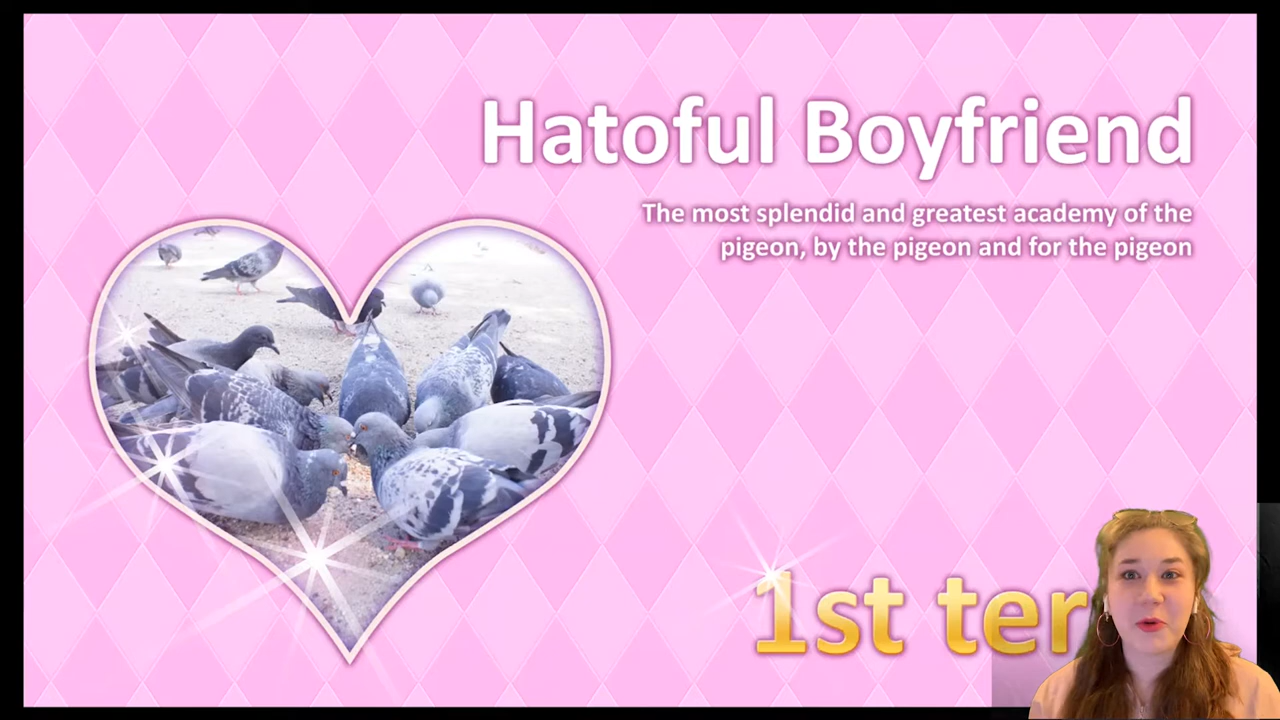 Hatoful Boyfriend
The most splendid and greatest academy of the
pigeon, by the pigeon and for the pigeon
1st ter